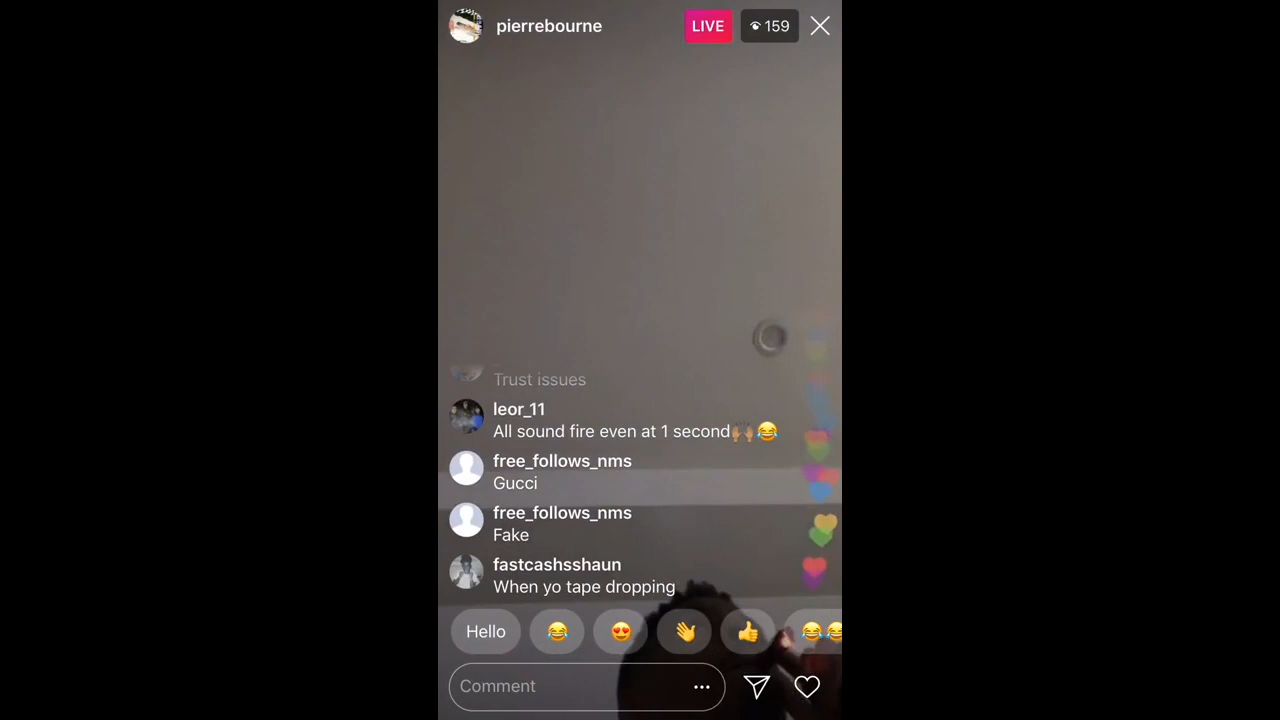 pierrebourne
LIVE
159
Trust issues
leor_11
All sound fire even at 1 second🙌🏽😂
free_follows_nms
Gucci
free_follows_nms
Fake
fastcashsshaun
When yo tape dropping
Hello
Comment